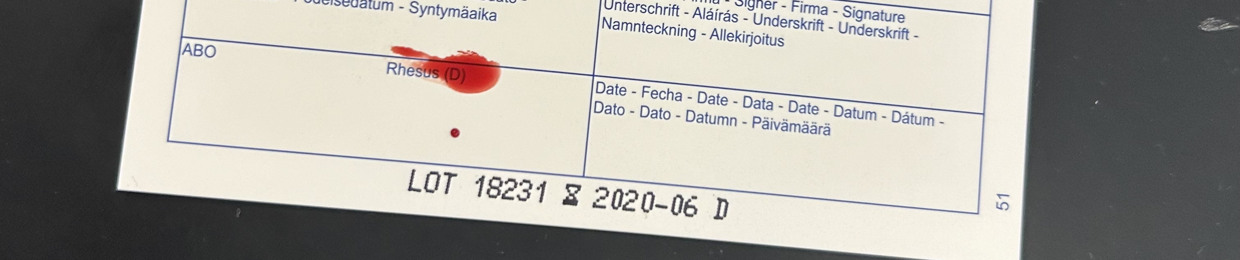 - Syntymäaika
- Signer - Firma - Signature
Unterschrift - Aláírás - Underskrift - Underskrift -
Namnteckning - Allekirjoitus
ABO
Rhesus (D)
Date - Fecha - Date - Data - Date - Datum - Dátum -
Dato - Dato - Datumn - Päivämäärä
LOT 18231 ⌛ 2020-06 D
51